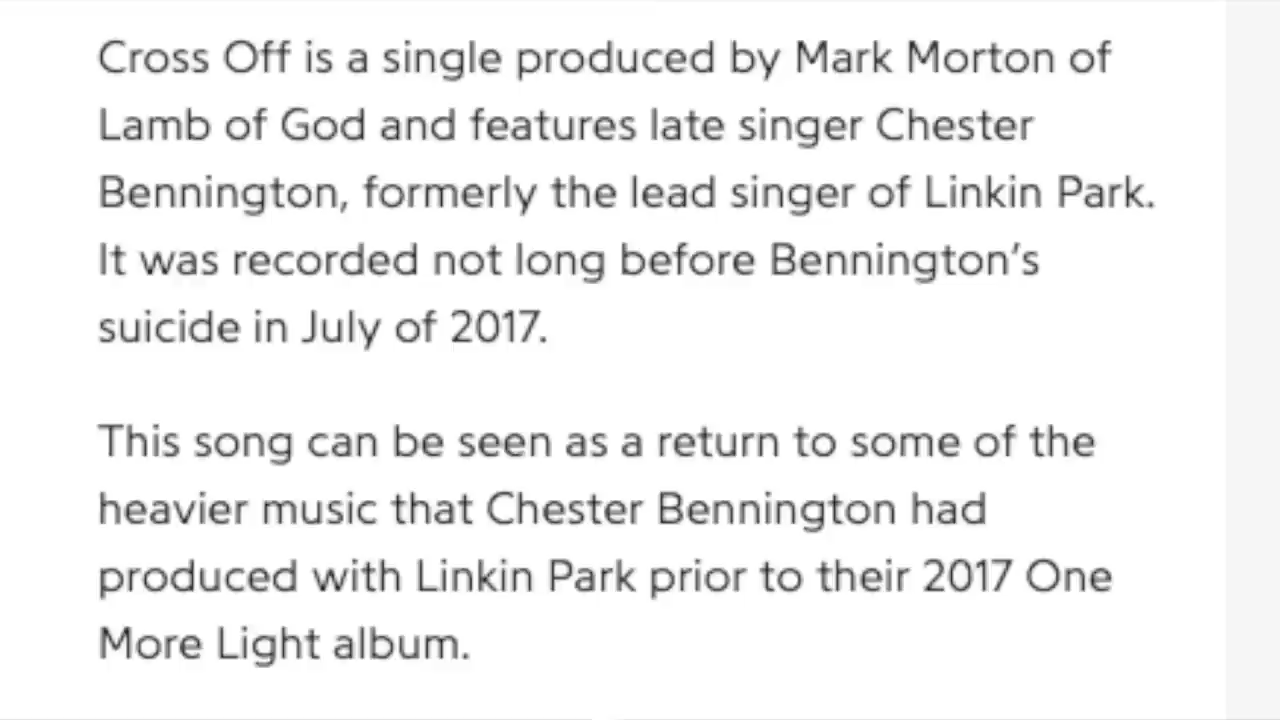 Cross Off is a single produced by Mark Morton of
Lamb of God and features late singer Chester
Bennington, formerly the lead singer of Linkin Park.
It was recorded not long before Bennington’s
suicide in July of 2017.
This song can be seen as a return to some of the
heavier music that Chester Bennington had
produced with Linkin Park prior to their 2017 One
More Light album.